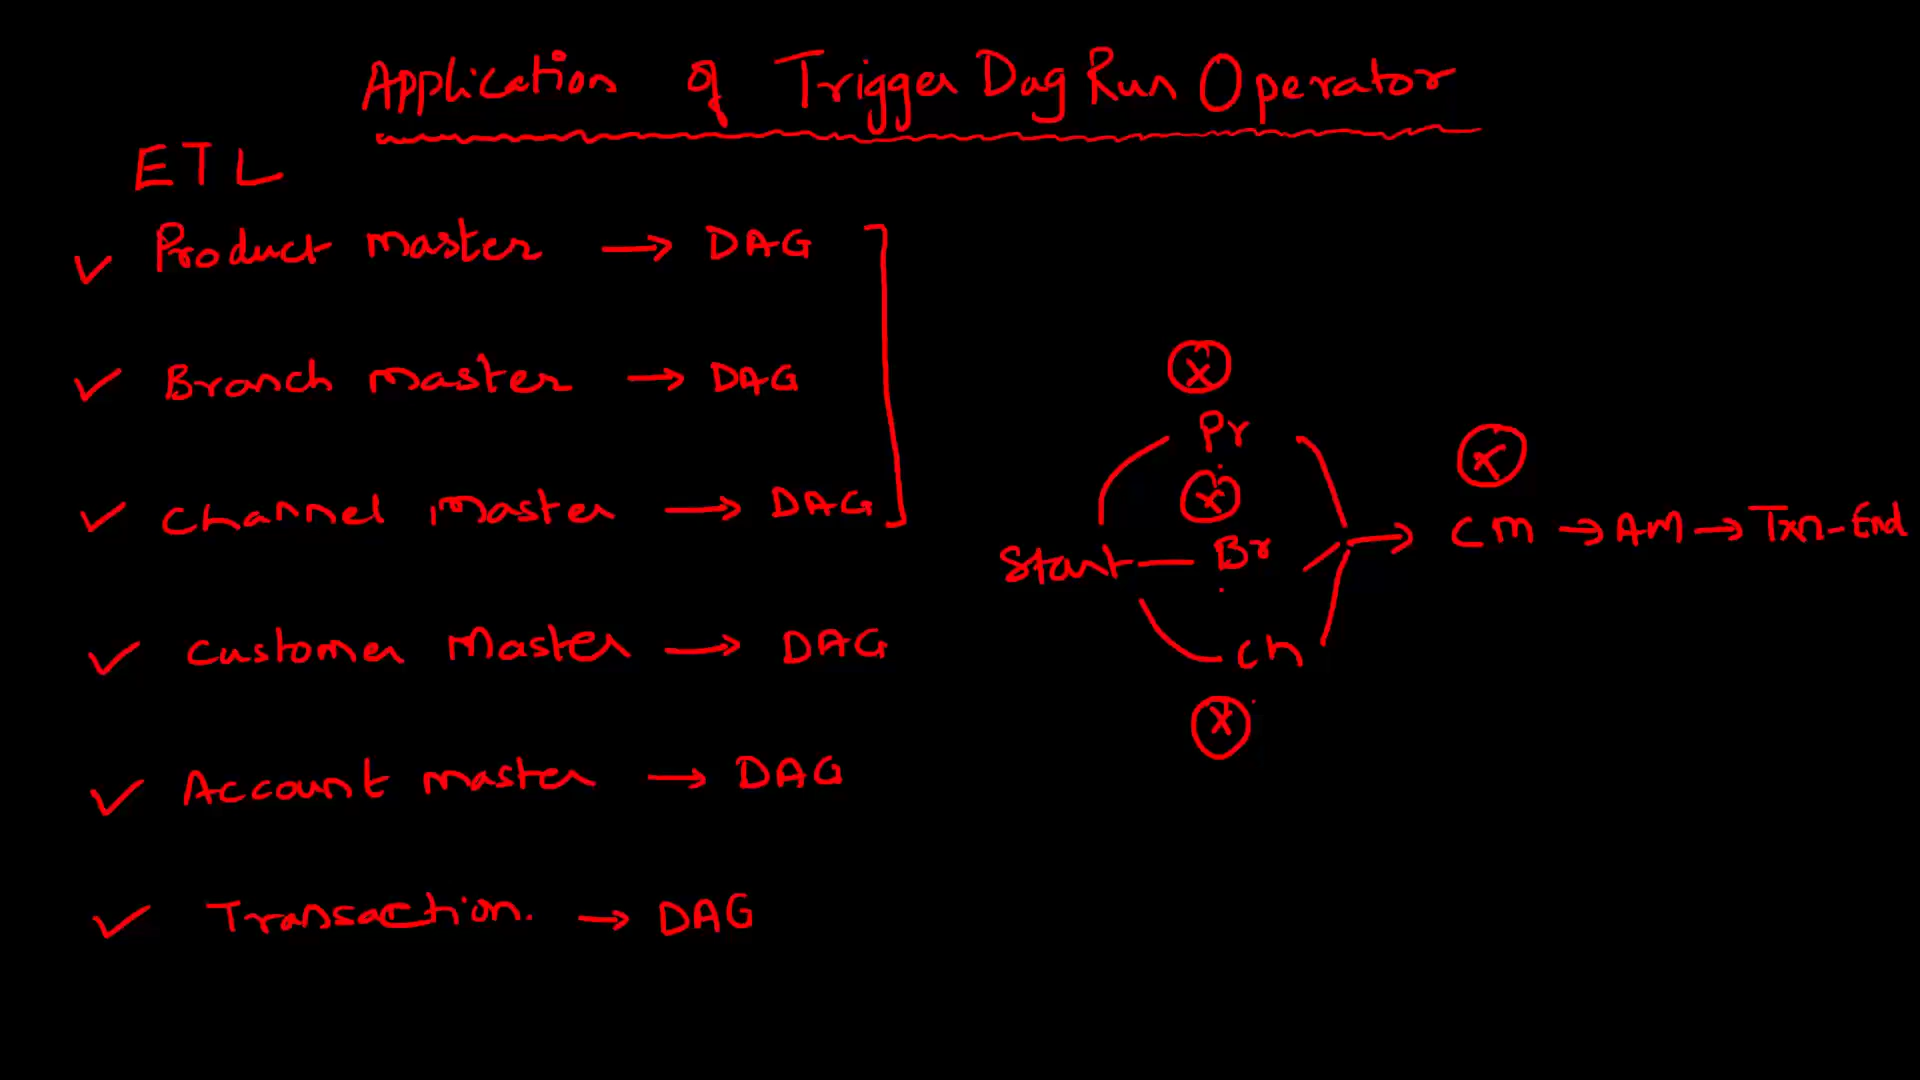 Application of Trigger Dag Run Operator
ETL
Product Master → DAG
Branch Master → DAG
Channel Master → DAG
Customer Master → DAG
Account Master → DAG
Transaction. → DAG
X
Pr
X
Start
Br
Ch
X
X
CM → AM → Txn - End